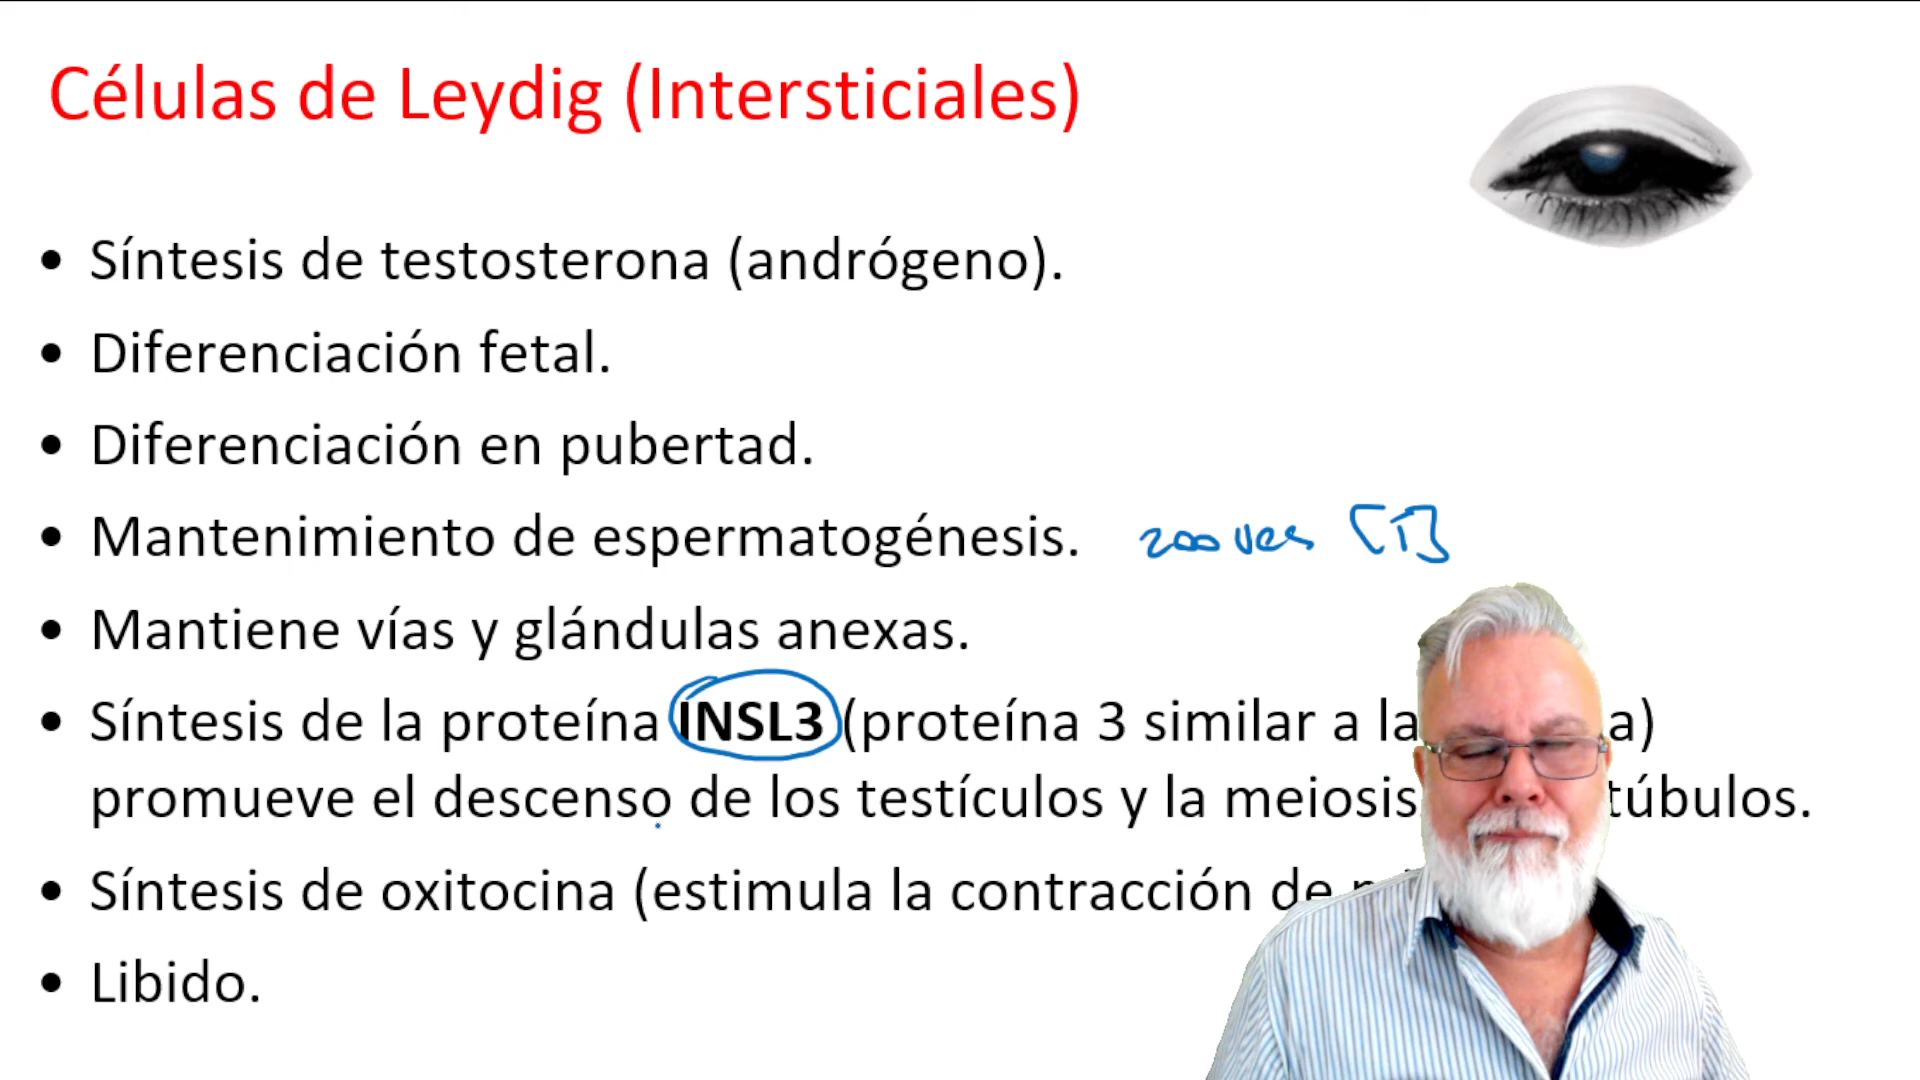 Células de Leydig (Intersticiales)
• Síntesis de testosterona (andrógeno).
• Diferenciación fetal.
• Diferenciación en pubertad.
• Mantenimiento de espermatogénesis. 200 ves [T]
• Mantiene vías y glándulas anexas.
• Síntesis de la proteína INSL3 (proteína 3 similar a la a)
promueve el descenso de los testículos y la meiosis túbulos.
• Síntesis de oxitocina (estimula la contracción de
• Libido.